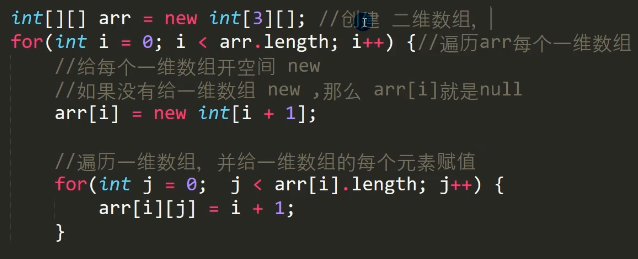 int[][] arr = new int[3][]; //创建 二维数组,
for(int i = 0; i < arr.length; i++) {//遍历arr每个一维数组
//给每个一维数组开空间 new
//如果没有给一维数组 new ,那么 arr[i]就是null
arr[i] = new int[i + 1];
//遍历一维数组, 并给一维数组的每个元素赋值
for(int j = 0;  j < arr[i].length; j++) {
arr[i][j] = i + 1;
}